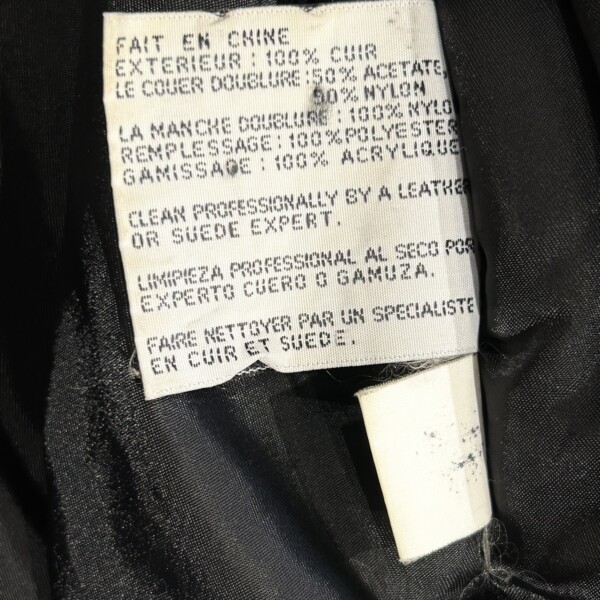 FAIT EN CHINE
EXTERIEUR : 100% CUIR
LE COUER DOUBLURE :50% ACETATE,
50% NYLON
LA MANCHE DOUBLURE : 100% NYLO
REMPLESSAGE: 100% POLYESTER
GAMISSAGE : 100% ACRYLIQUE
CLEAN PROFESSIONALLY BY A LEATHER
OR SUEDE EXPERT.
LIMIPIEZA PROFESSIONAL AL SECO POR
EXPERTO CUERO O GAMUZA.
FAIRE NETTOYER PAR UN SPECIALISTE
EN CUIR ET SUEDE.